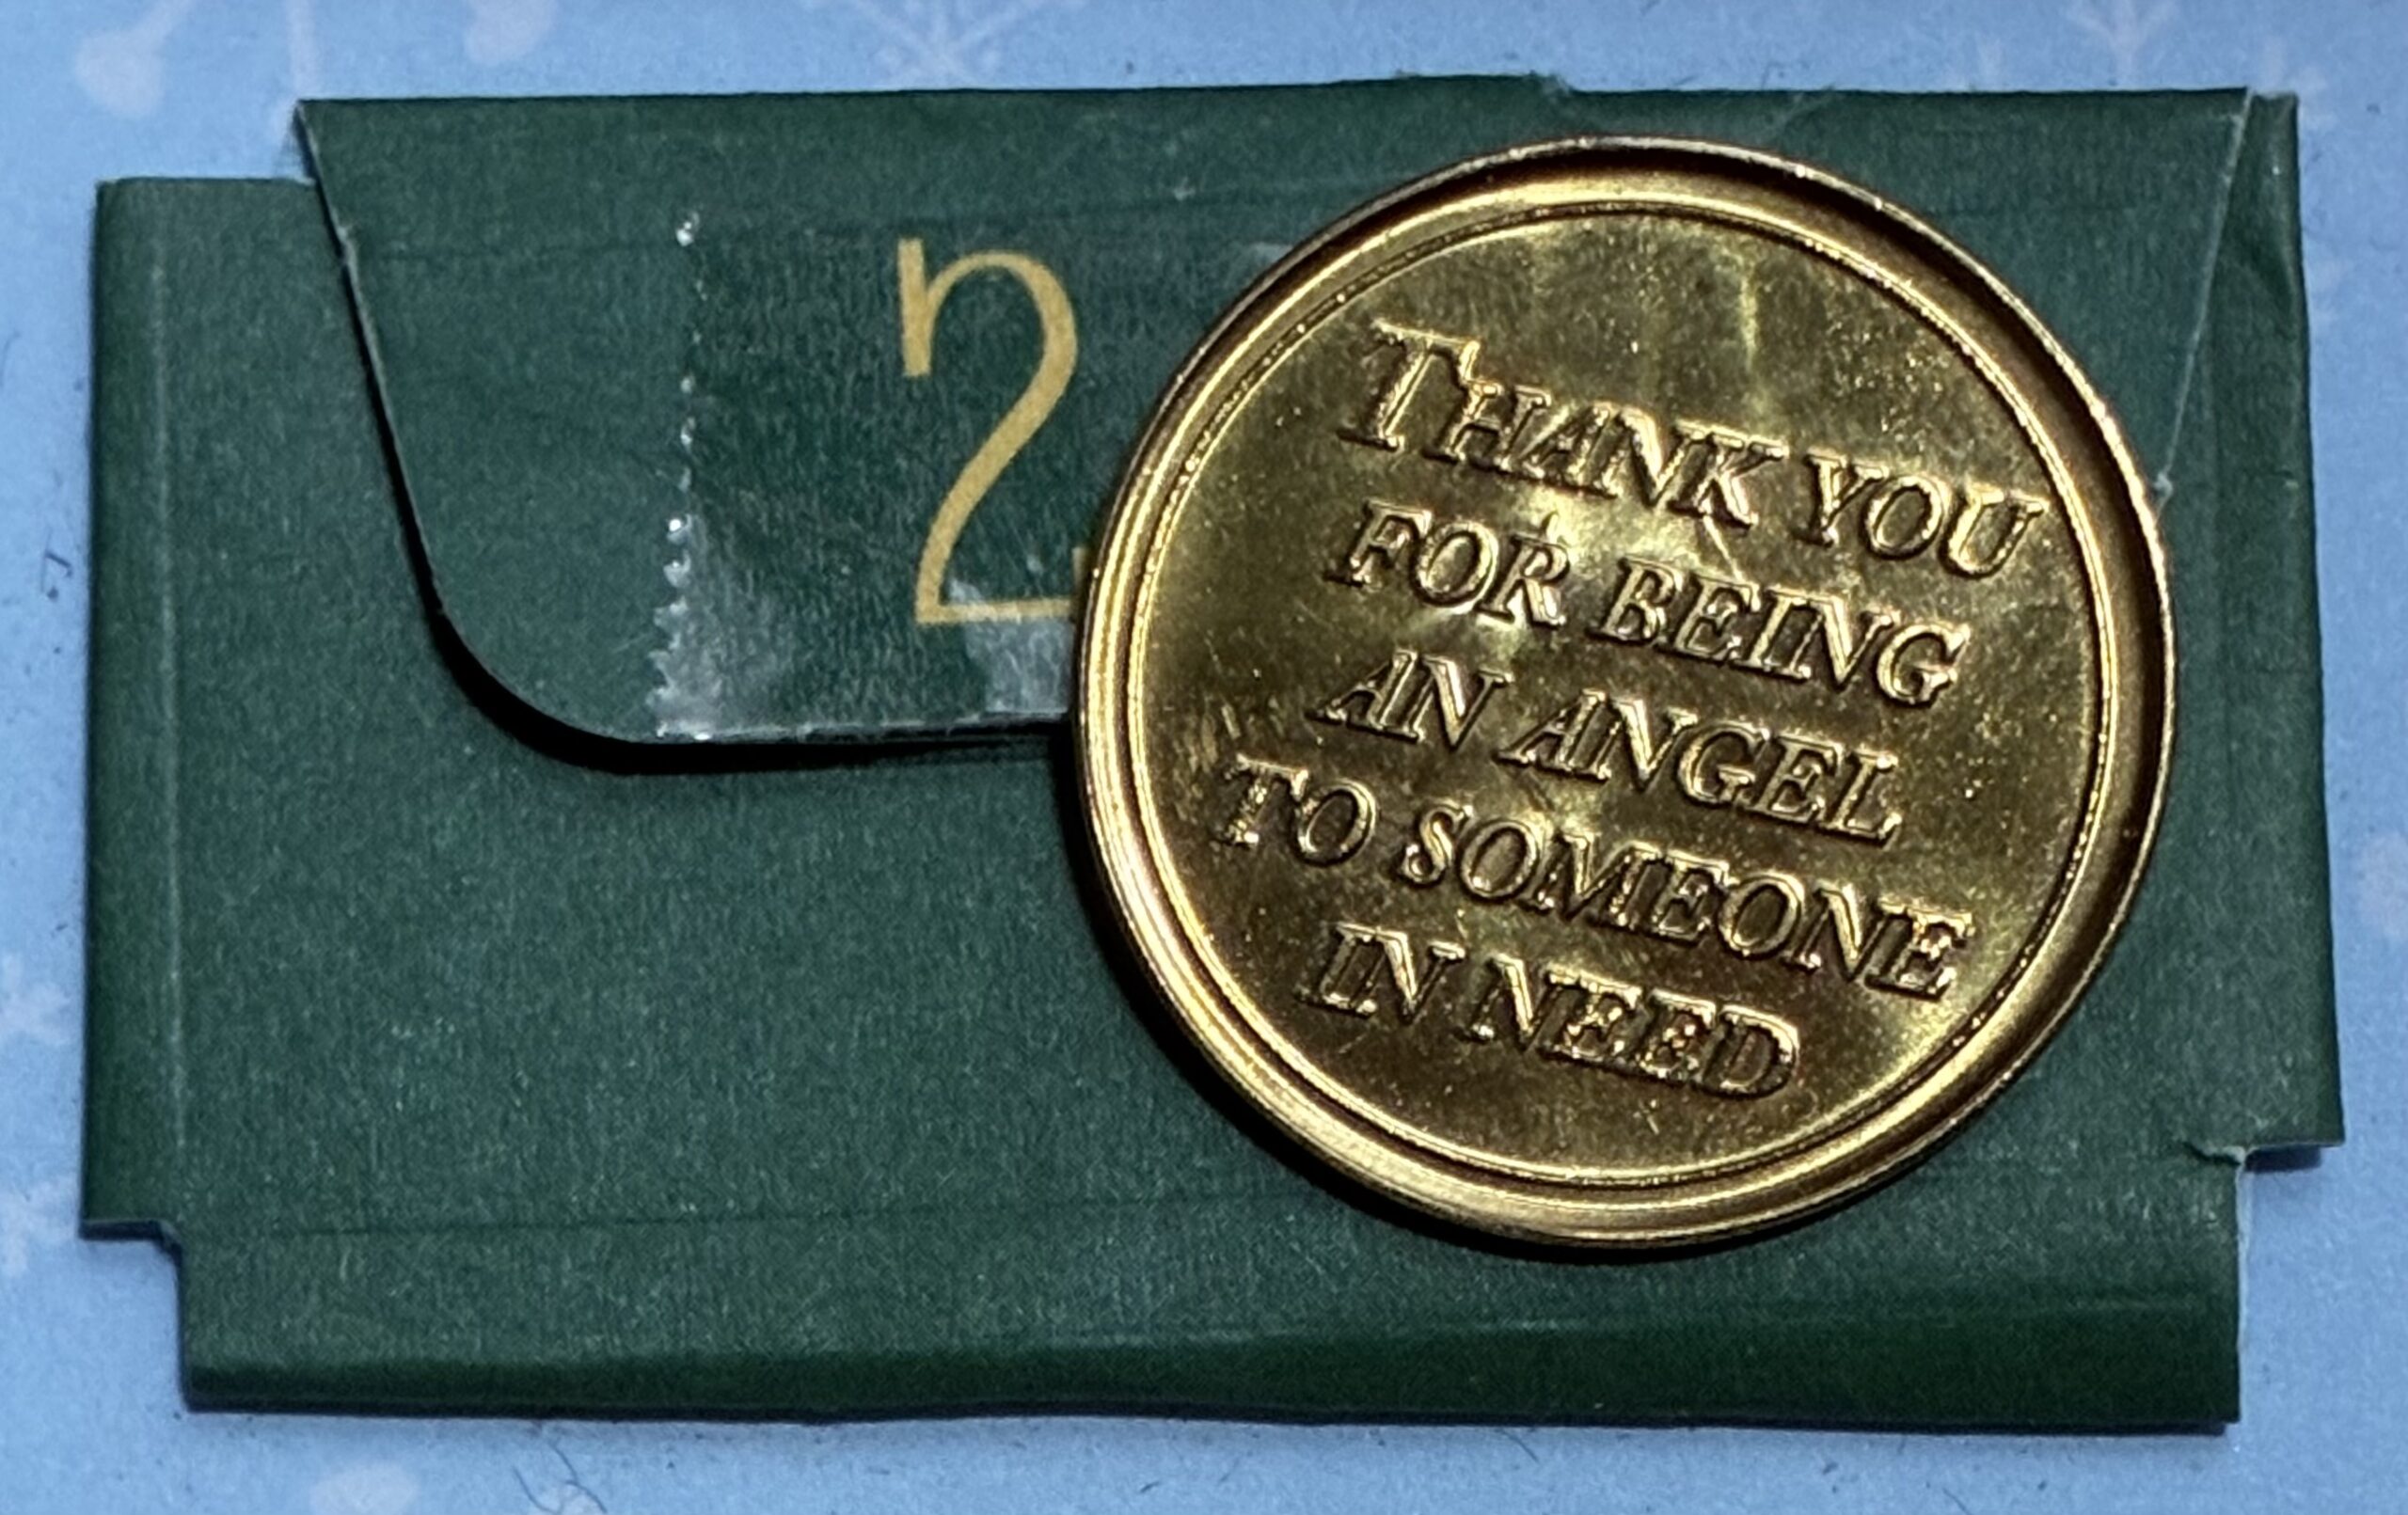 2
THANK YOU
FOR BEING
AN ANGEL
TO SOMEONE
IN NEED